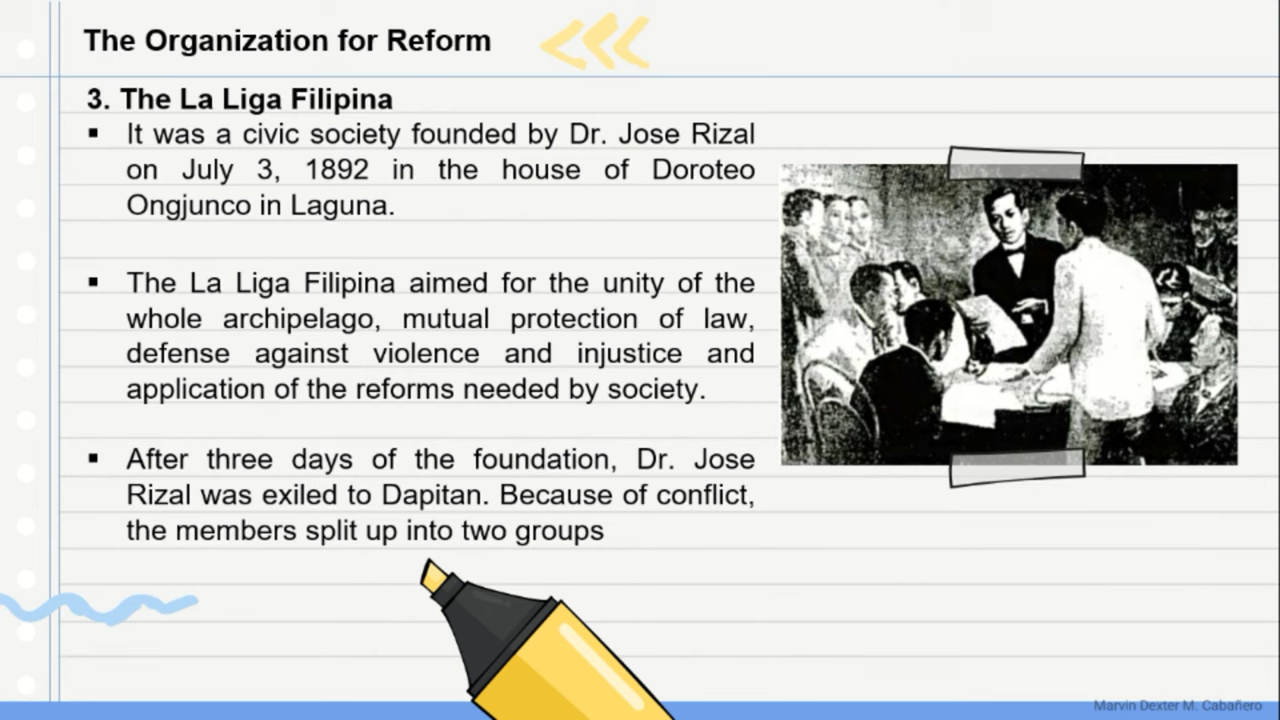 The Organization for Reform
3. The La Liga Filipina
▪ It was a civic society founded by Dr. Jose Rizal
on July 3, 1892 in the house of Doroteo
Ongjunco in Laguna.
▪ The La Liga Filipina aimed for the unity of the
whole archipelago, mutual protection of law,
defense against violence and injustice and
application of the reforms needed by society.
▪ After three days of the foundation, Dr. Jose
Rizal was exiled to Dapitan. Because of conflict,
the members split up into two groups
Marvin Dexter M. Cabañero